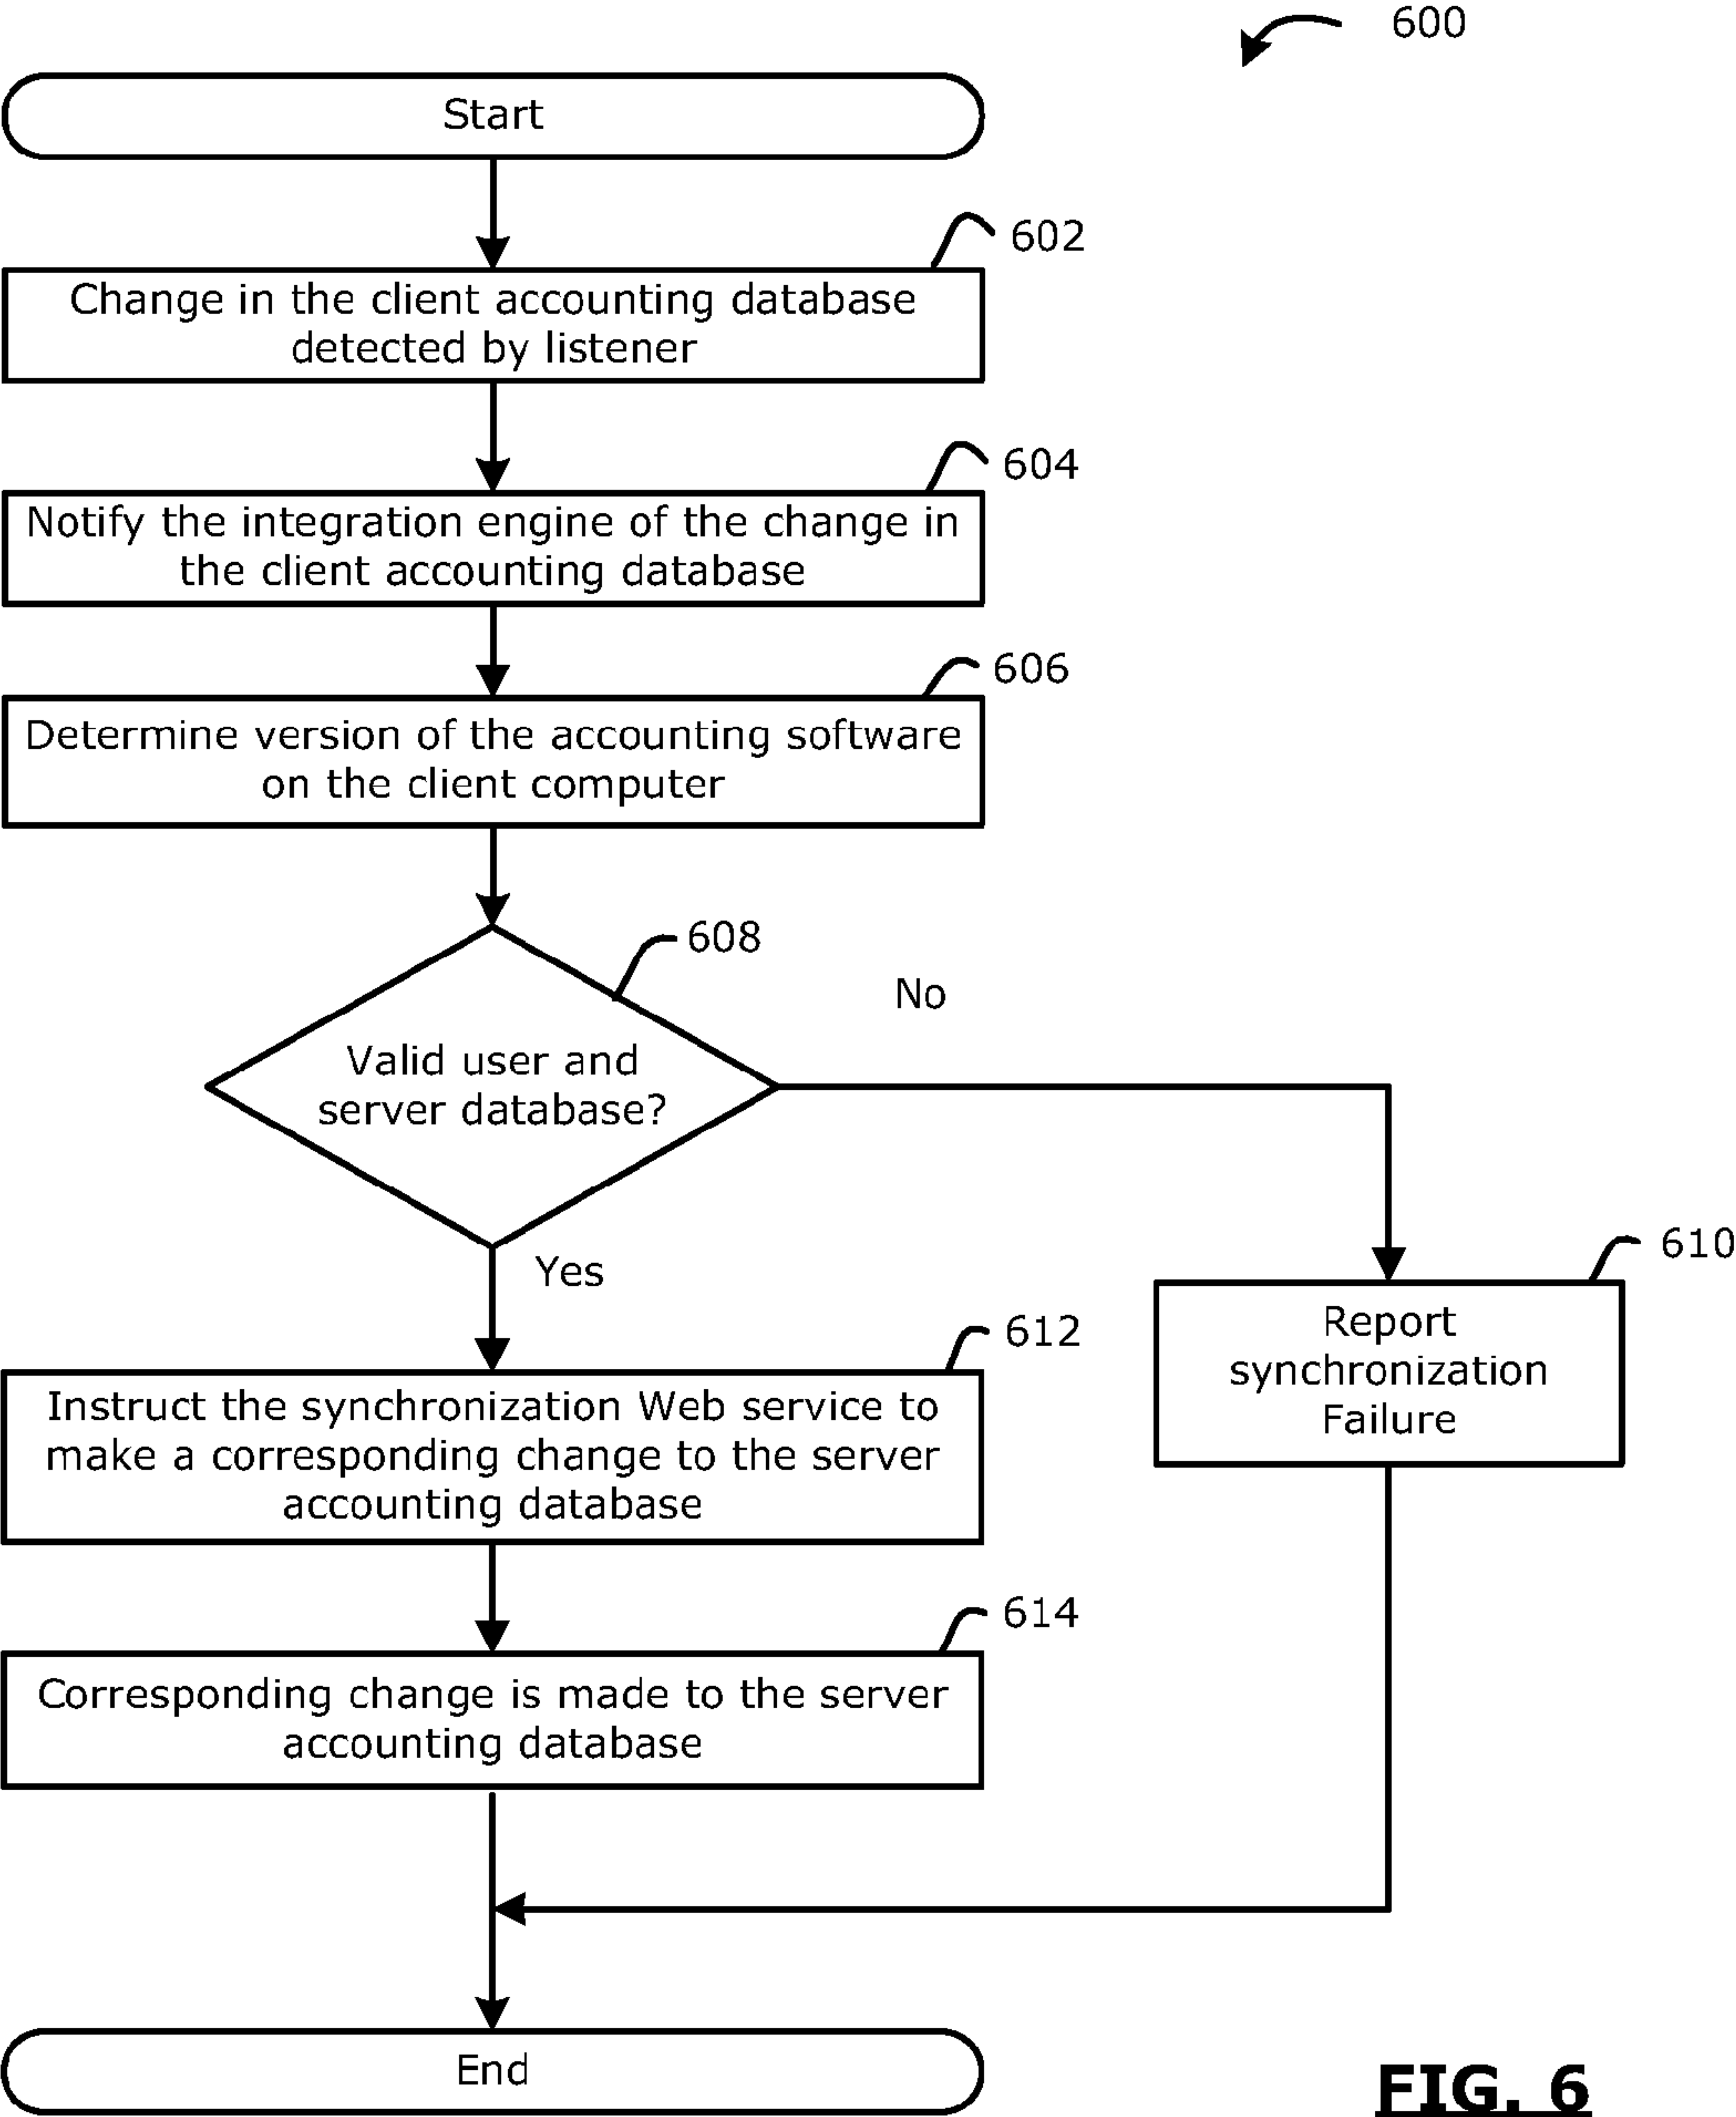 600
Start
602
Change in the client accounting database
detected by listener
604
Notify the integration engine of the change in
the client accounting database
606
Determine version of the accounting software
on the client computer
608
No
Valid user and
server database?
Yes
610
Report
synchronization
Failure
612
Instruct the synchronization Web service to
make a corresponding change to the server
accounting database
614
Corresponding change is made to the server
accounting database
End
FIG. 6